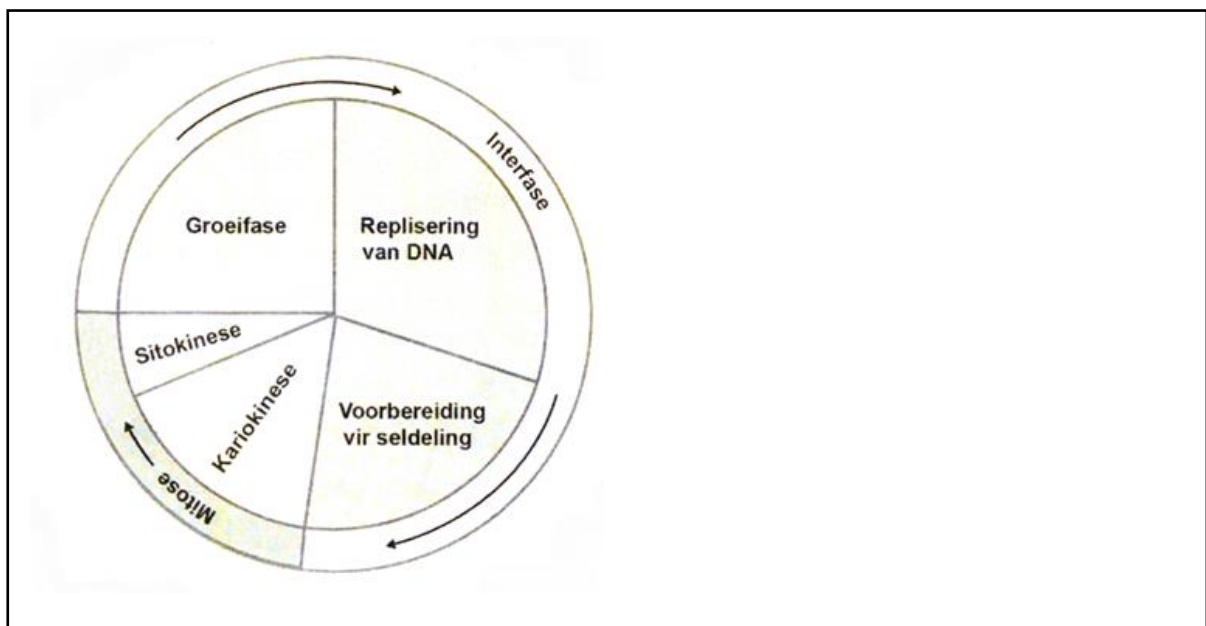 Interfase
Groeifase
Replisering
van DNA
Sitokinese
Kariokinese
Voorbereiding
vir seldeling
Mitose